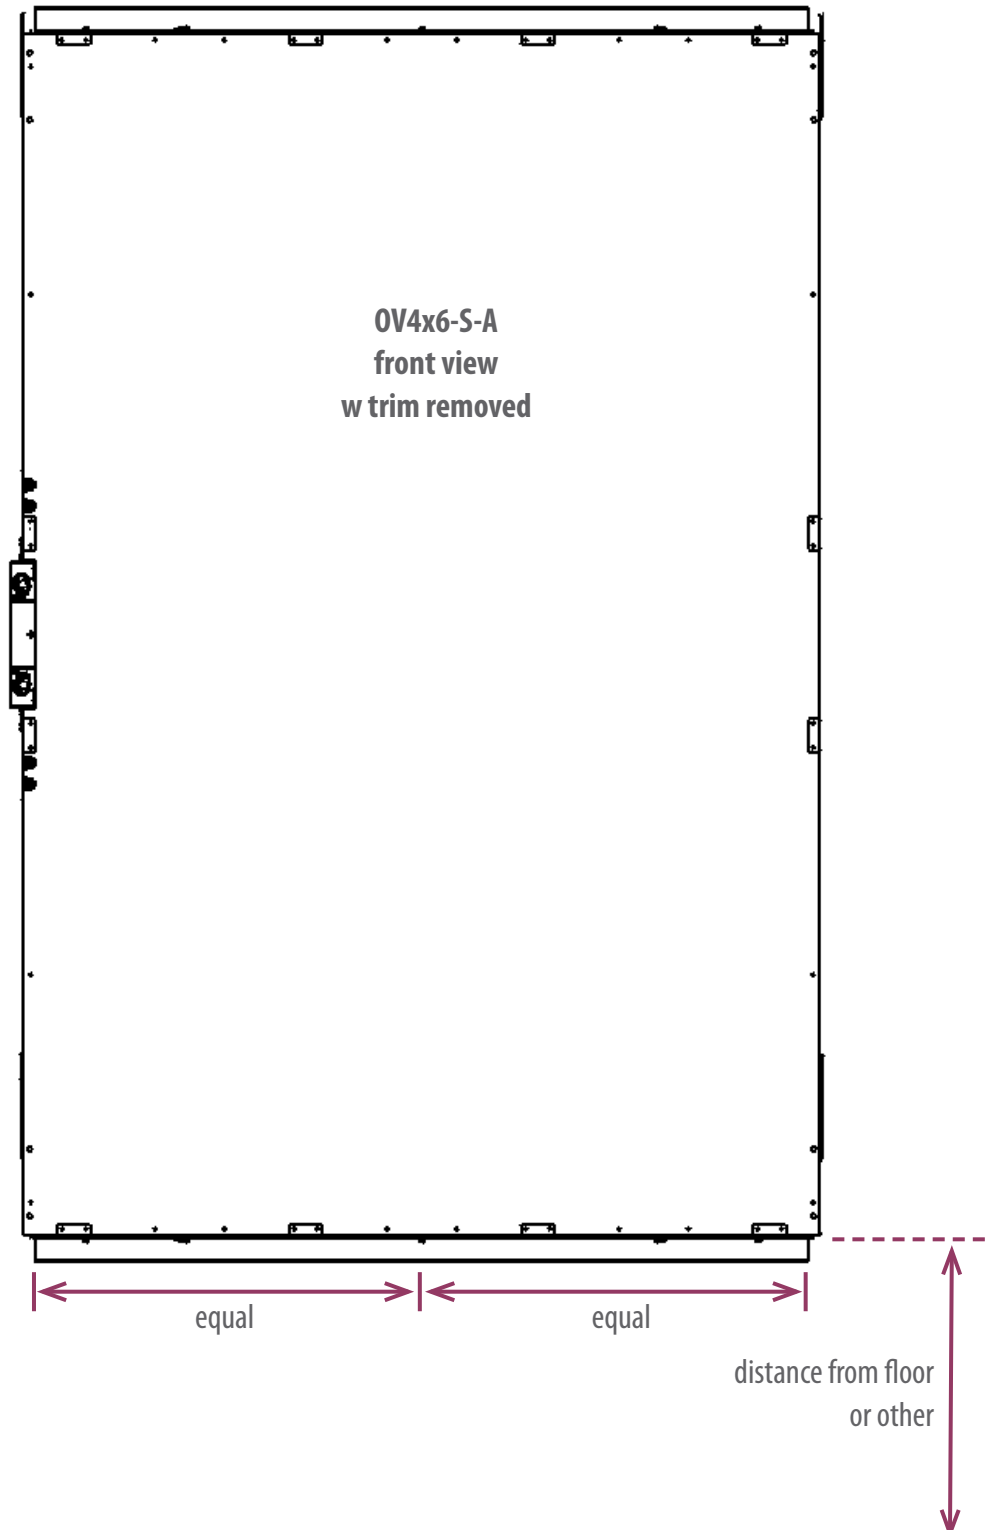 OV4x6-S-A
front view
w trim removed
equal
equal
distance from floor
or other